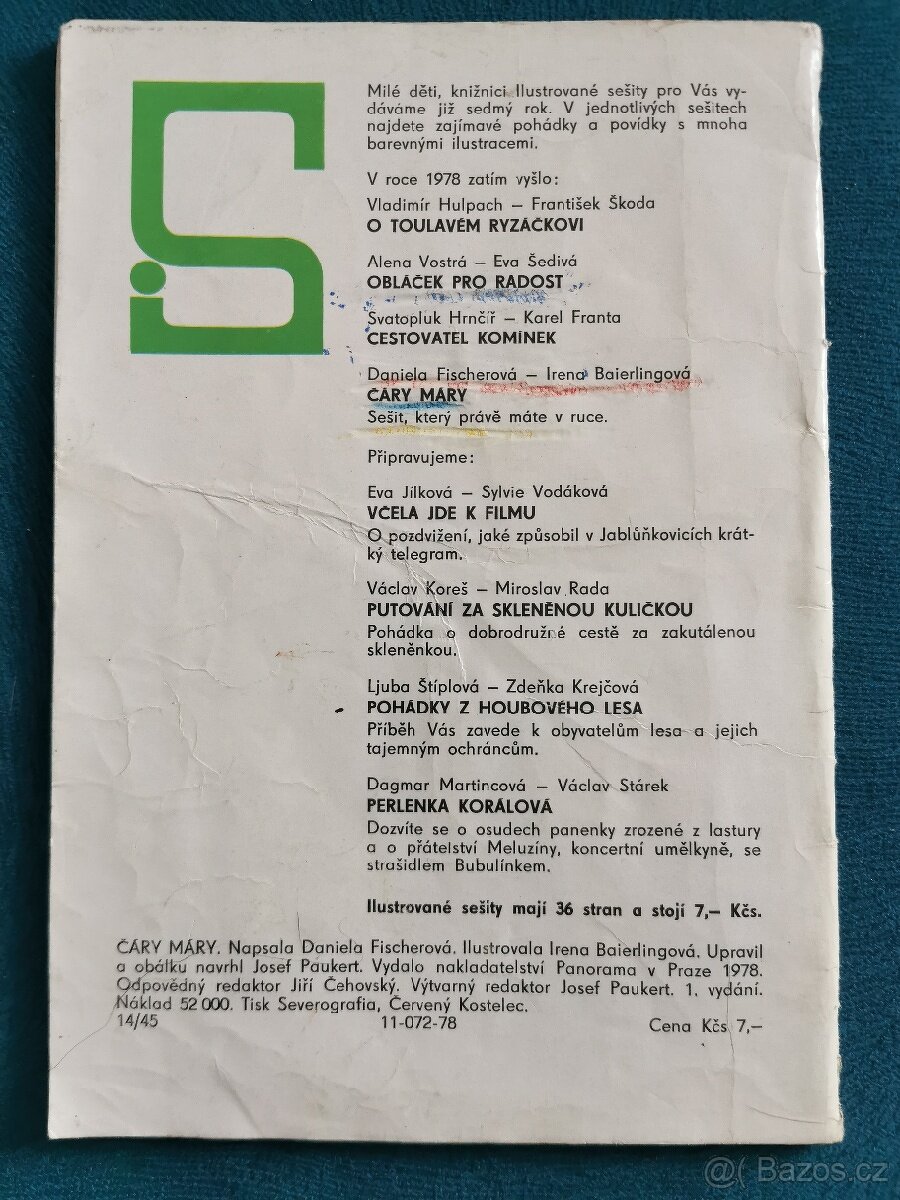 Milé děti, knižnici Ilustrované sešity pro Vás vy-
dáváme již sedmý rok. V jednotlivých sešitech
najdete zajímavé pohádky a povídky s mnoha
barevnými ilustracemi.
V roce 1978 zatím vyšlo:
Vladimír Hulpach – František Škoda
O TOULAVÉM RYZÁČKOVI
Alena Vostrá – Eva Šedivá
OBLÁČEK PRO RADOST
Svatopluk Hrnčíř – Karel Franta
CESTOVATEL KOMÍNEK
Daniela Fischerová – Irena Baierlingová
ČÁRY MÁRY
Sešit, který právě máte v ruce.
Připravujeme:
Eva Jílková – Sylvie Vodáková
VČELA JDE K FILMU
O pozdvižení, jaké způsobil v Jablůňkovicích krát-
ký telegram.
Václav Koreš – Miroslav Rada
PUTOVÁNÍ ZA SKLENĚNOU KULIČKOU
Pohádka o dobrodružné cestě za zakutálenou
skleněnkou.
Ljuba Štíplová – Zdeňka Krejčová
POHÁDKY Z HOUBOVÉHO LESA
Příběh Vás zavede k obyvatelům lesa a jejich
tajemným ochráncům.
Dagmar Martincová – Václav Stárek
PERLENKA KORÁLOVÁ
Dozvíte se o osudech panenky zrozené z lastury
a o přátelství Meluzíny, koncertní umělkyně, se
strašidlem Bubulínkem.
Ilustrované sešity mají 36 stran a stojí 7,– Kčs.
ČÁRY MÁRY. Napsala Daniela Fischerová. Ilustrovala Irena Baierlingová. Upravil
a obálku navrhl Josef Paukert. Vydalo nakladatelství Panorama v Praze 1978.
Odpovědný redaktor Jiří Čehovský. Výtvarný redaktor Josef Paukert. 1. vydání.
Náklad 52 000. Tisk Severografia, Červený Kostelec.
14/45 11-072-78 Cena Kčs 7,–
@( Bazos.cz